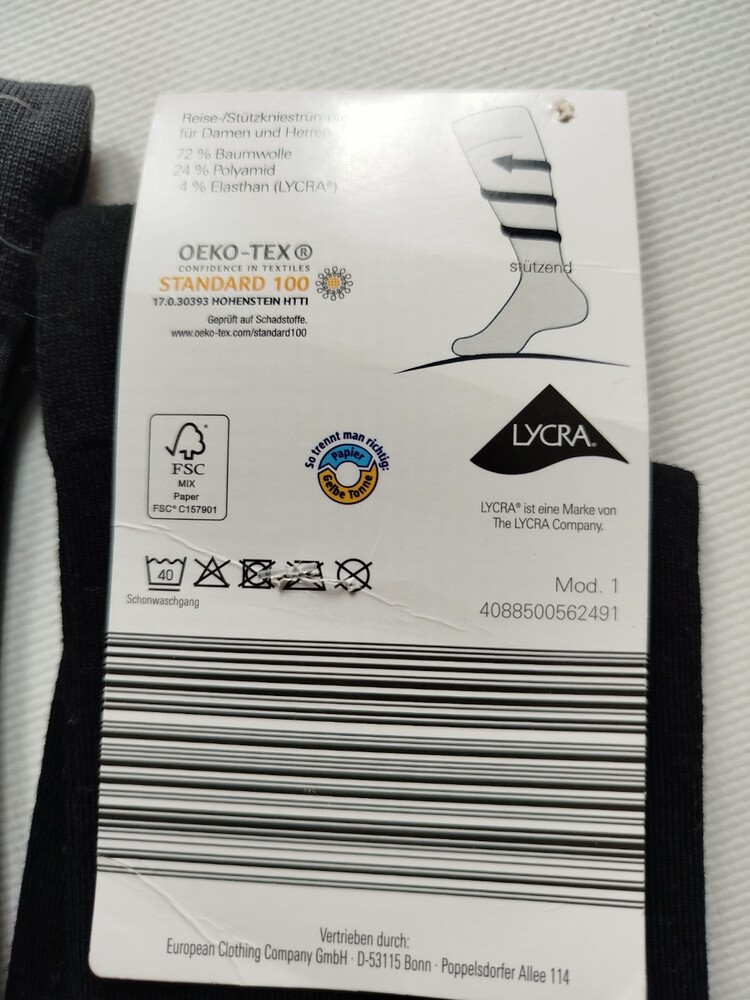 Reise-/Stützkniestrümpfe
für Damen und Herren
72 % Baumwolle
24 % Polyamid
4 % Elasthan (LYCRA®)
stützend
OEKO-TEX®
CONFIDENCE IN TEXTILES
STANDARD 100
17.0.30393 HOHENSTEIN HTTI
Geprüft auf Schadstoffe.
www.oeko-tex.com/standard100
LYCRA®
LYCRA® ist eine Marke von
The LYCRA Company.
FSC
MIX
Paper
FSC® C157901
So trennt man richtig:
Papier
Gelbe Tonne
40
Schonwaschgang
Mod. 1
4088500562491
Vertrieben durch:
European Clothing Company GmbH · D-53115 Bonn · Poppelsdorfer Allee 114